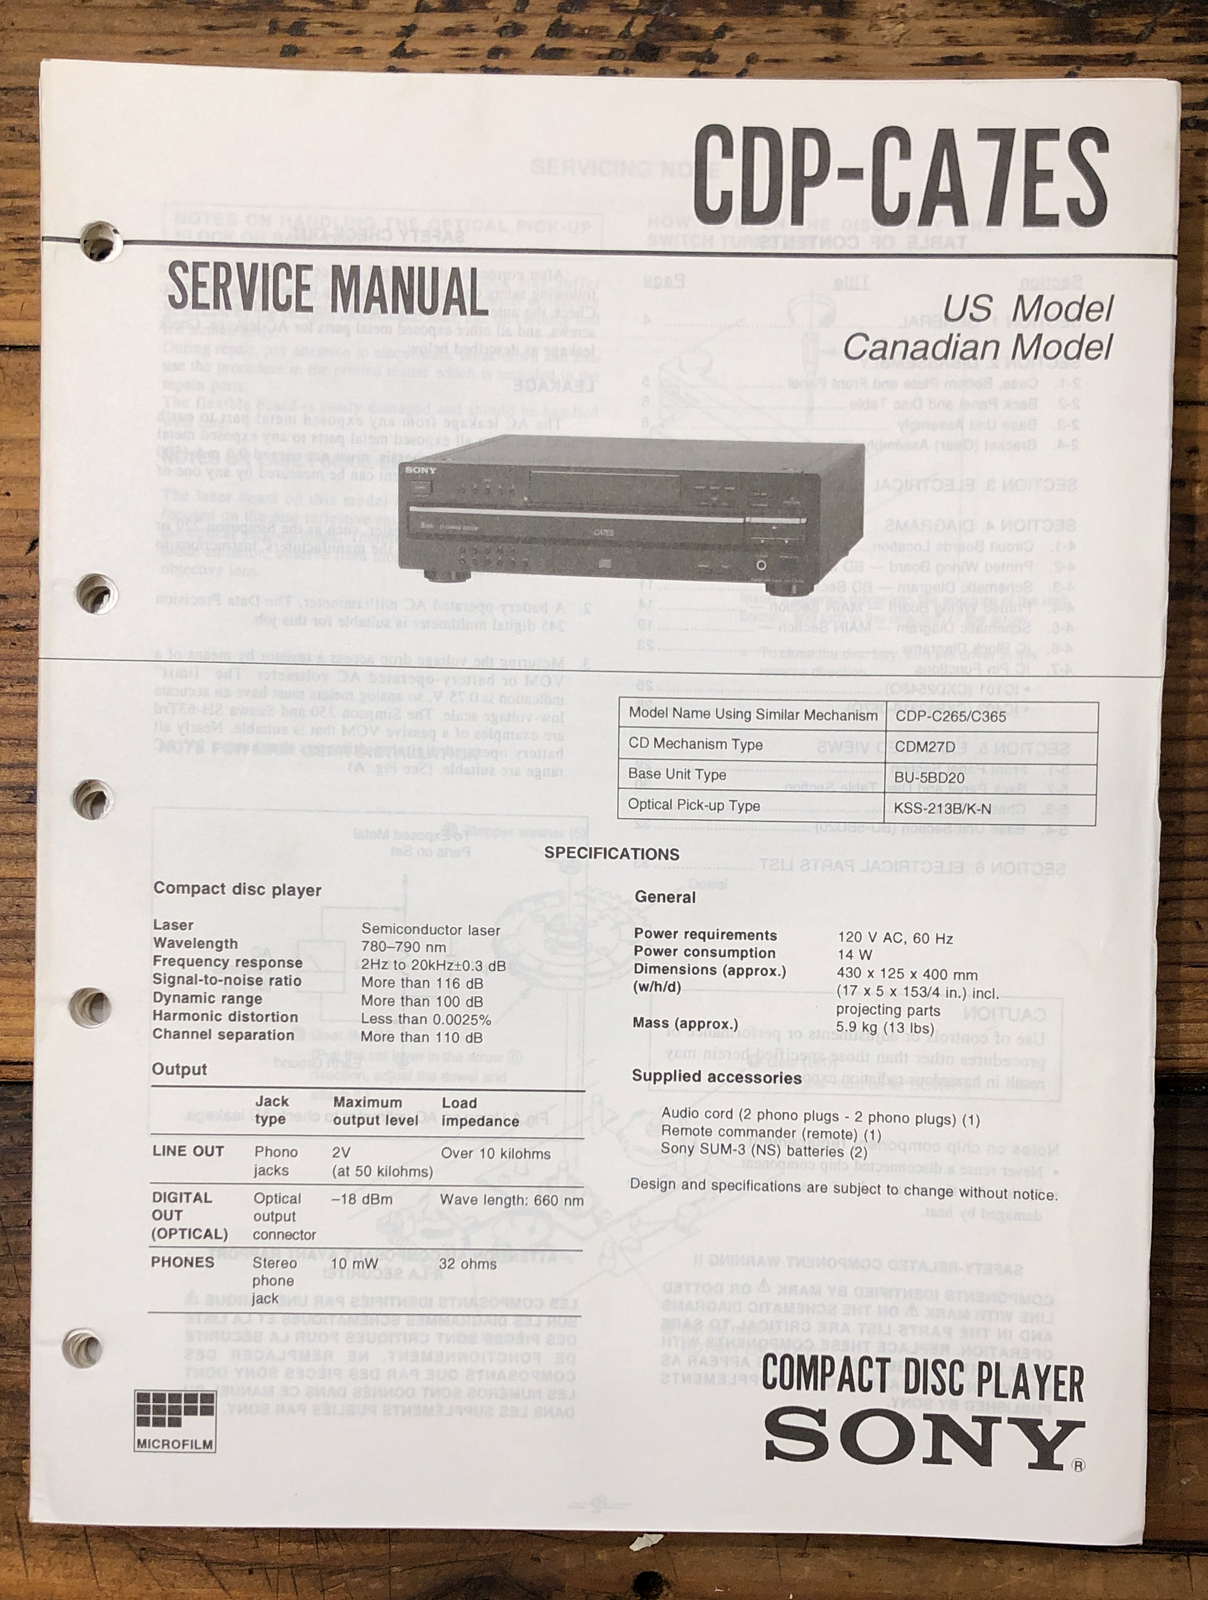 CDP-CA7ES
SERVICE MANUAL
US Model
Canadian Model
SONY
CA7ES
Model Name Using Similar Mechanism CDP-C265/C365
CD Mechanism Type CDM27D
Base Unit Type BU-5BD20
Optical Pick-up Type KSS-213B/K-N
SPECIFICATIONS
Compact disc player
Laser Semiconductor laser
Wavelength 780–790 nm
Frequency response 2Hz to 20kHz±0.3 dB
Signal-to-noise ratio More than 116 dB
Dynamic range More than 100 dB
Harmonic distortion Less than 0.0025%
Channel separation More than 110 dB
Output
Jack type Maximum output level Load impedance
LINE OUT Phono jacks 2V (at 50 kilohms) Over 10 kilohms
DIGITAL OUT (OPTICAL) Optical output connector –18 dBm Wave length: 660 nm
PHONES Stereo phone jack 10 mW 32 ohms
General
Power requirements 120 V AC, 60 Hz
Power consumption 14 W
Dimensions (approx.) 430 x 125 x 400 mm
(w/h/d) (17 x 5 x 153/4 in.) incl.
projecting parts
Mass (approx.) 5.9 kg (13 lbs)
Supplied accessories
Audio cord (2 phono plugs - 2 phono plugs) (1)
Remote commander (remote) (1)
Sony SUM-3 (NS) batteries (2)
Design and specifications are subject to change without notice.
MICROFILM
COMPACT DISC PLAYER
SONY®